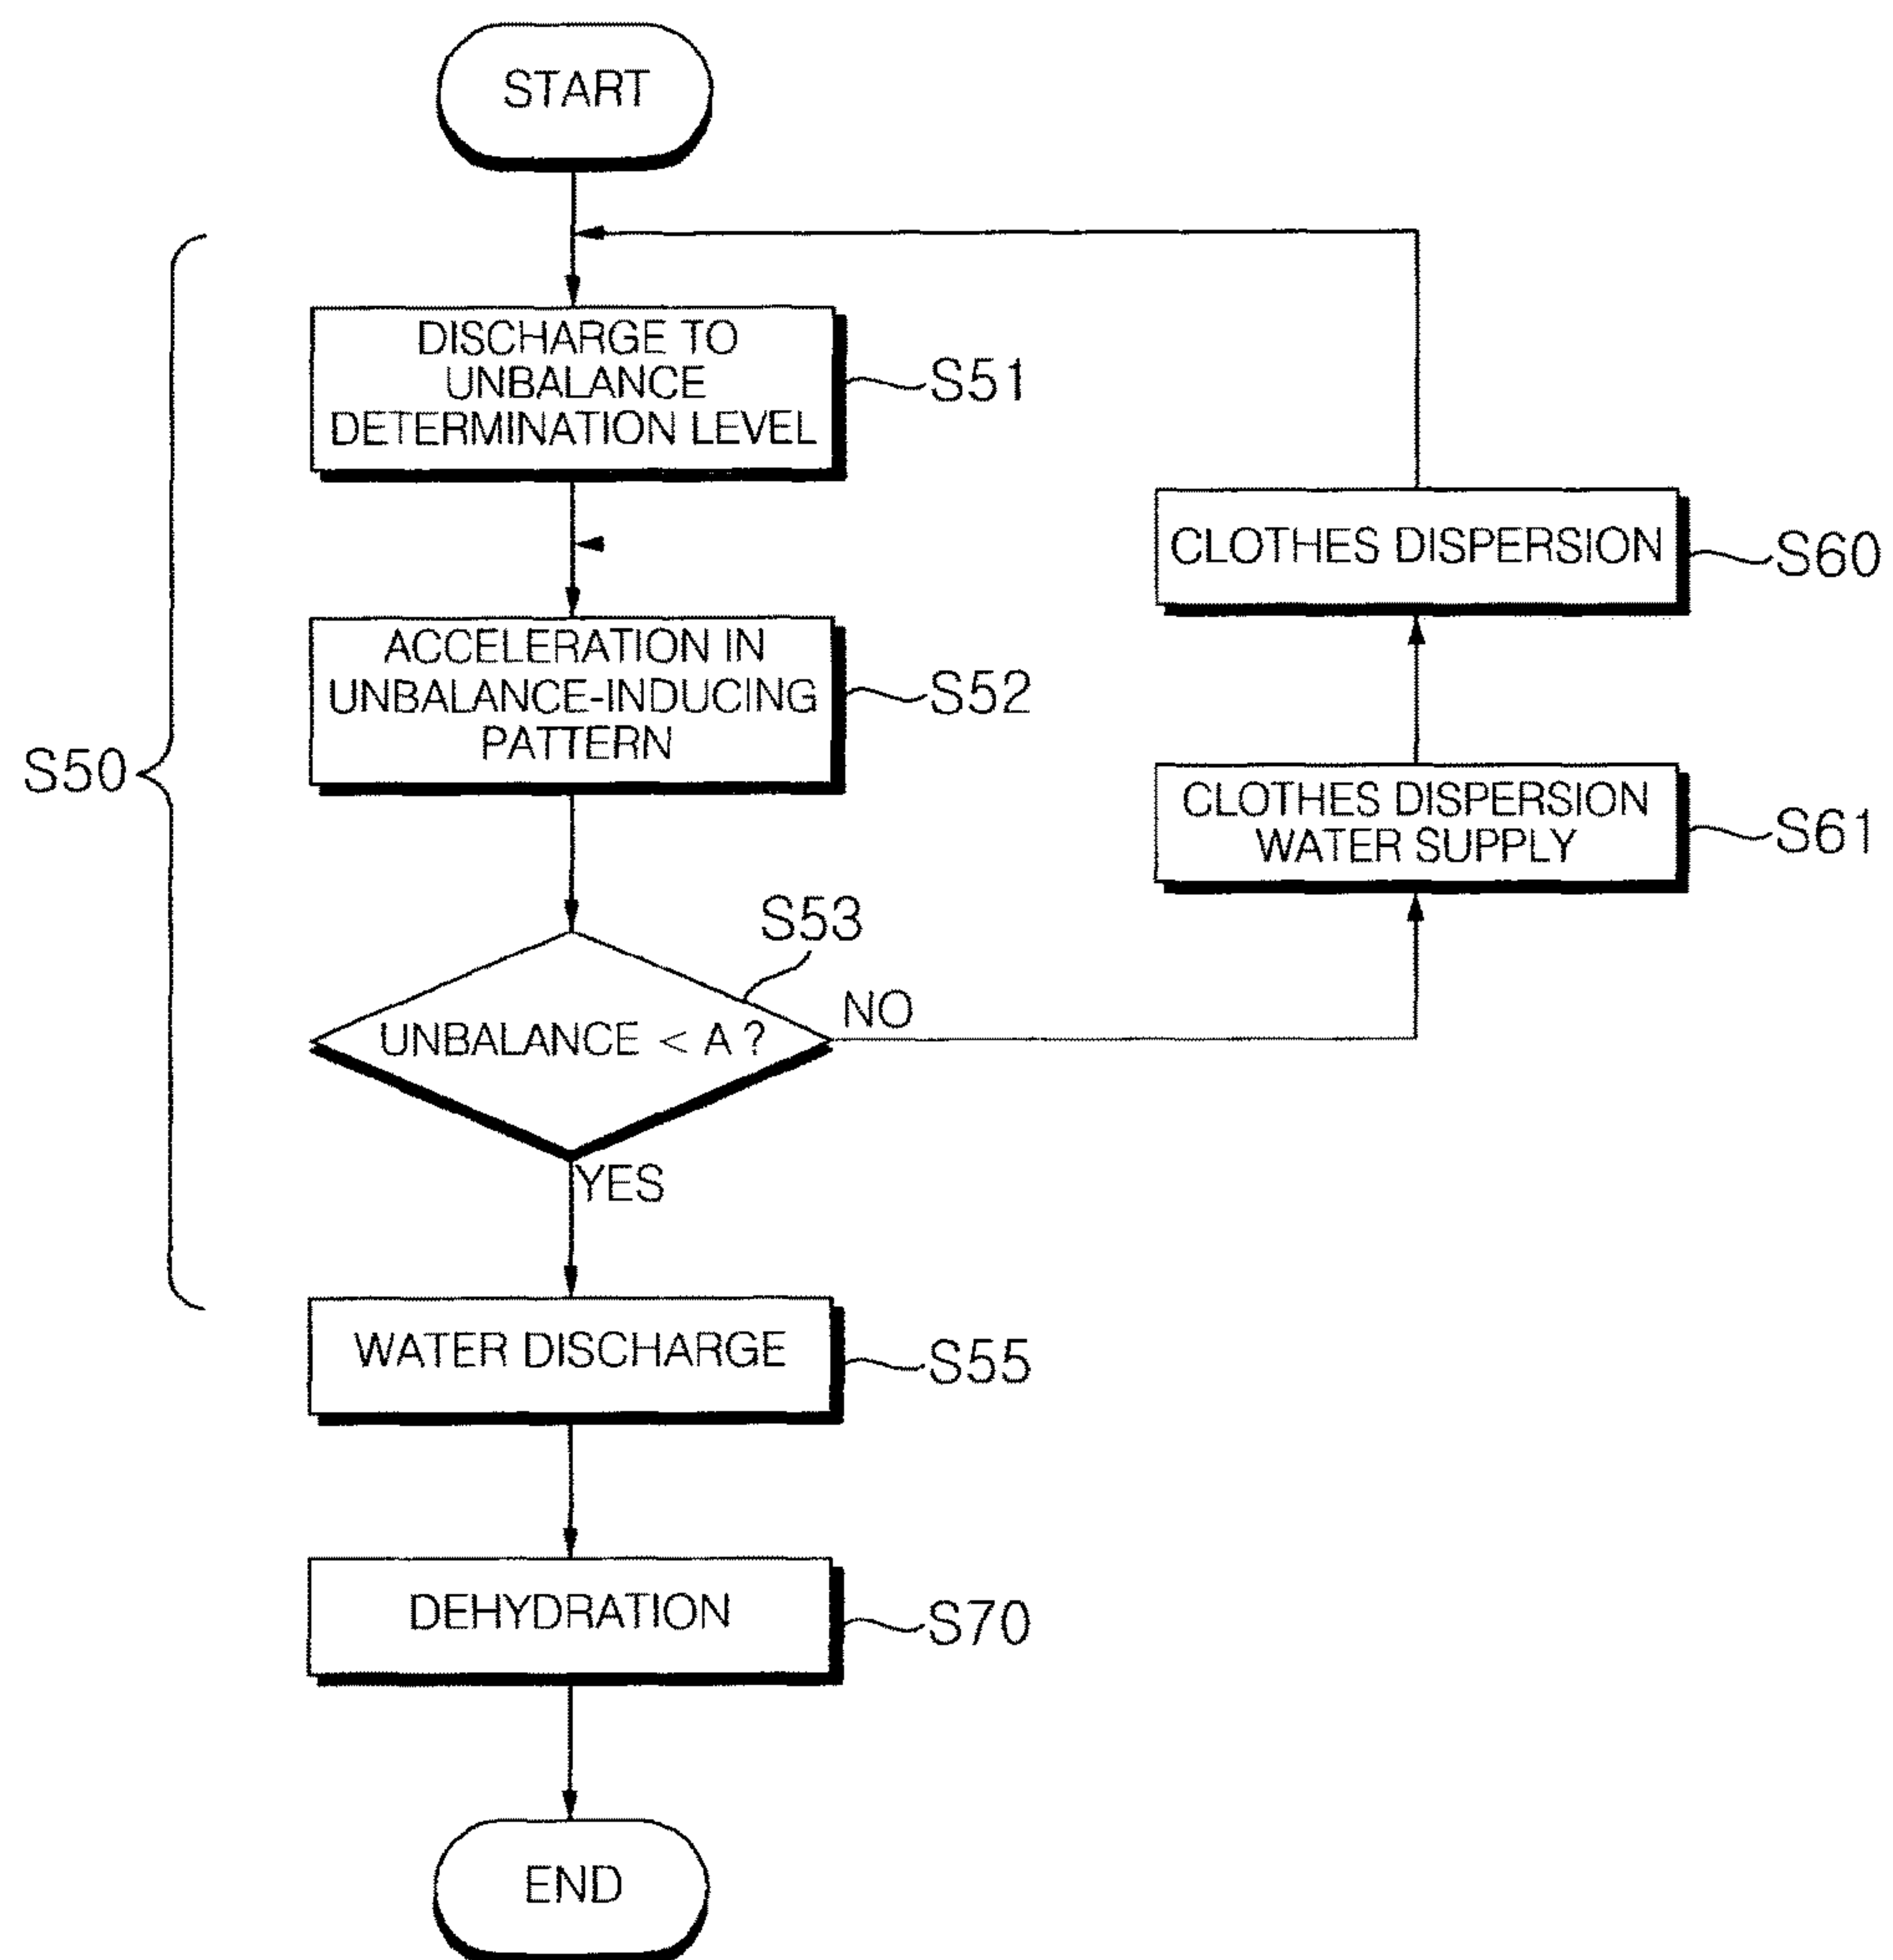 START
DISCHARGE TO
UNBALANCE
DETERMINATION LEVEL
S51
ACCELERATION IN
UNBALANCE-INDUCING
PATTERN
S52
S50
CLOTHES DISPERSION
S60
CLOTHES DISPERSION
WATER SUPPLY
S61
S53
UNBALANCE < A ?
NO
YES
WATER DISCHARGE
S55
DEHYDRATION
S70
END